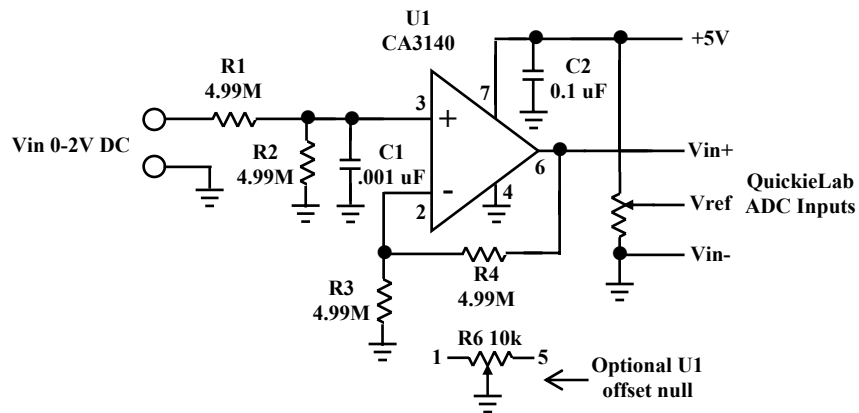 U1
CA3140
R1
4.99M
Vin 0-2V DC
R2
4.99M
C1
.001 uF
3
+
-
2
7
4
6
C2
0.1 uF
+5V
Vin+
Vref
Vin-
QuickieLab
ADC Inputs
R3
4.99M
R4
4.99M
R6 10k
1
5
Optional U1
offset null